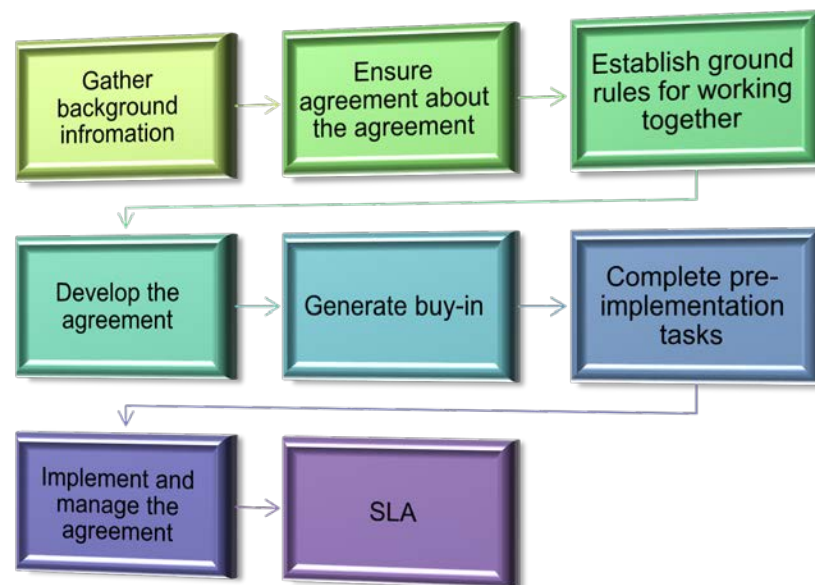 Gather
background
infromation
Ensure
agreement about
the agreement
Establish ground
rules for working
together
Develop the
agreement
Generate buy-in
Complete pre-
implementation
tasks
Implement and
manage the
agreement
SLA